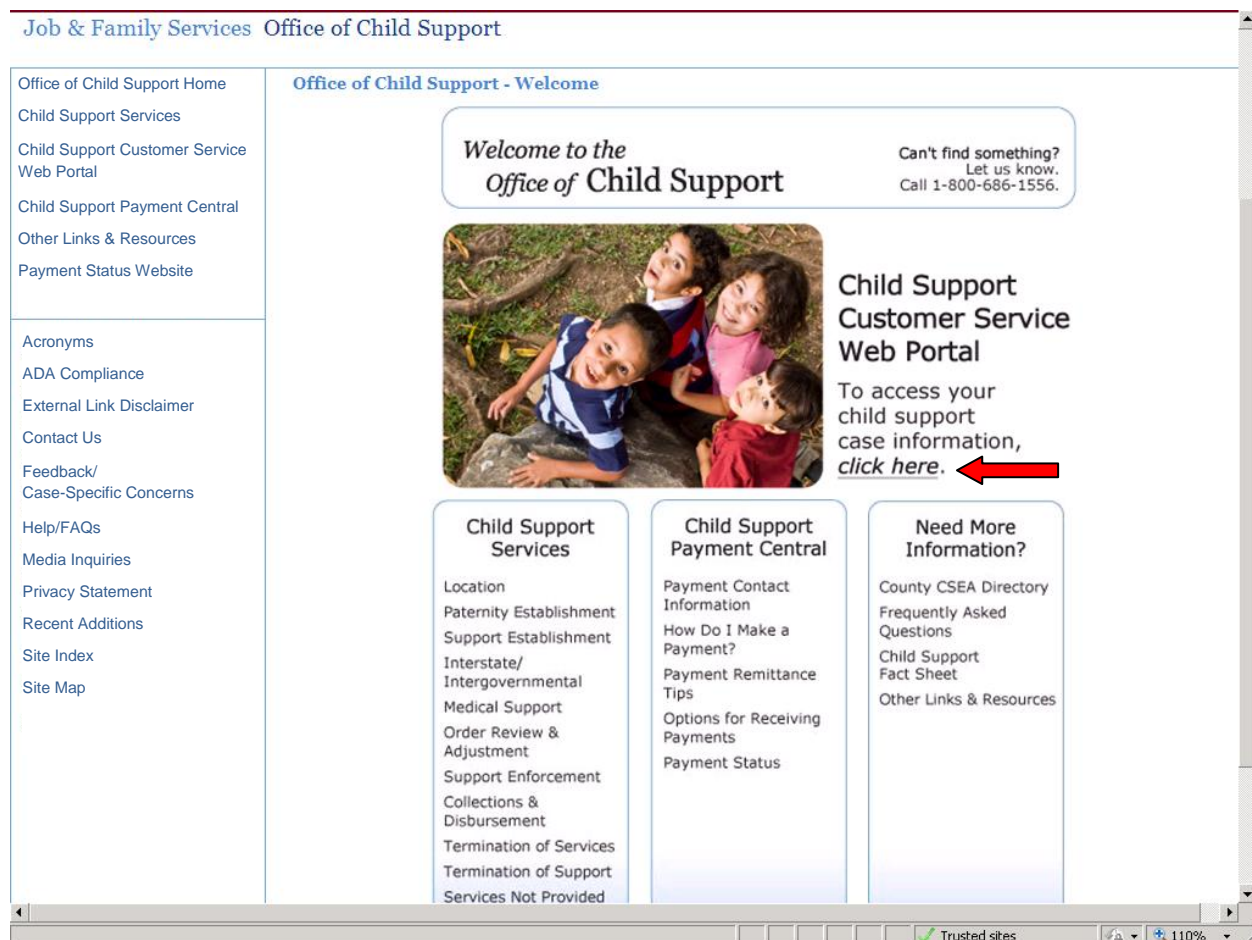 Job & Family Services Office of Child Support
Office of Child Support Home
Child Support Services
Child Support Customer Service
Web Portal
Child Support Payment Central
Other Links & Resources
Payment Status Website
Acronyms
ADA Compliance
External Link Disclaimer
Contact Us
Feedback/
Case-Specific Concerns
Help/FAQs
Media Inquiries
Privacy Statement
Recent Additions
Site Index
Site Map
Office of Child Support - Welcome
Welcome to the
Office of Child Support
Can't find something?
Let us know.
Call 1-800-686-1556.
Child Support
Customer Service
Web Portal
To access your
child support
case information,
click here.
Child Support
Services
Location
Paternity Establishment
Support Establishment
Interstate/
Intergovernmental
Medical Support
Order Review &
Adjustment
Support Enforcement
Collections &
Disbursement
Termination of Services
Termination of Support
Services Not Provided
Child Support
Payment Central
Payment Contact
Information
How Do I Make a
Payment?
Payment Remittance
Tips
Options for Receiving
Payments
Payment Status
Need More
Information?
County CSEA Directory
Frequently Asked
Questions
Child Support
Fact Sheet
Other Links & Resources
Trusted sites
110%